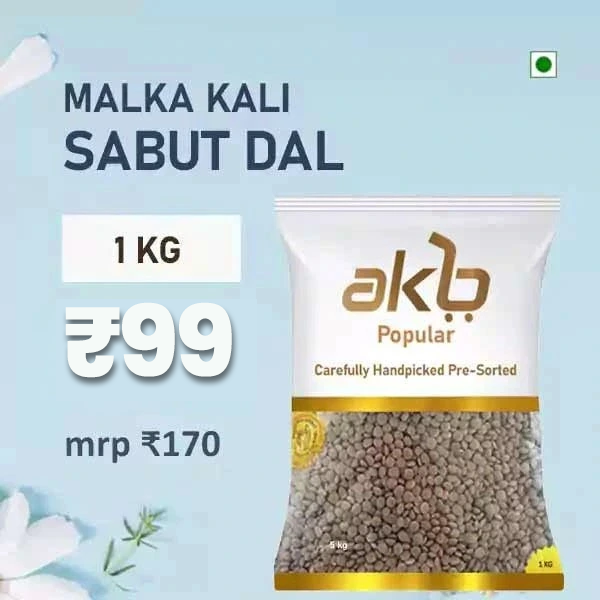 MALKA KALI
SABUT DAL
1 KG
₹99
mrp ₹170
akb
Popular
Carefully Handpicked Pre-Sorted
5 kg
1 KG